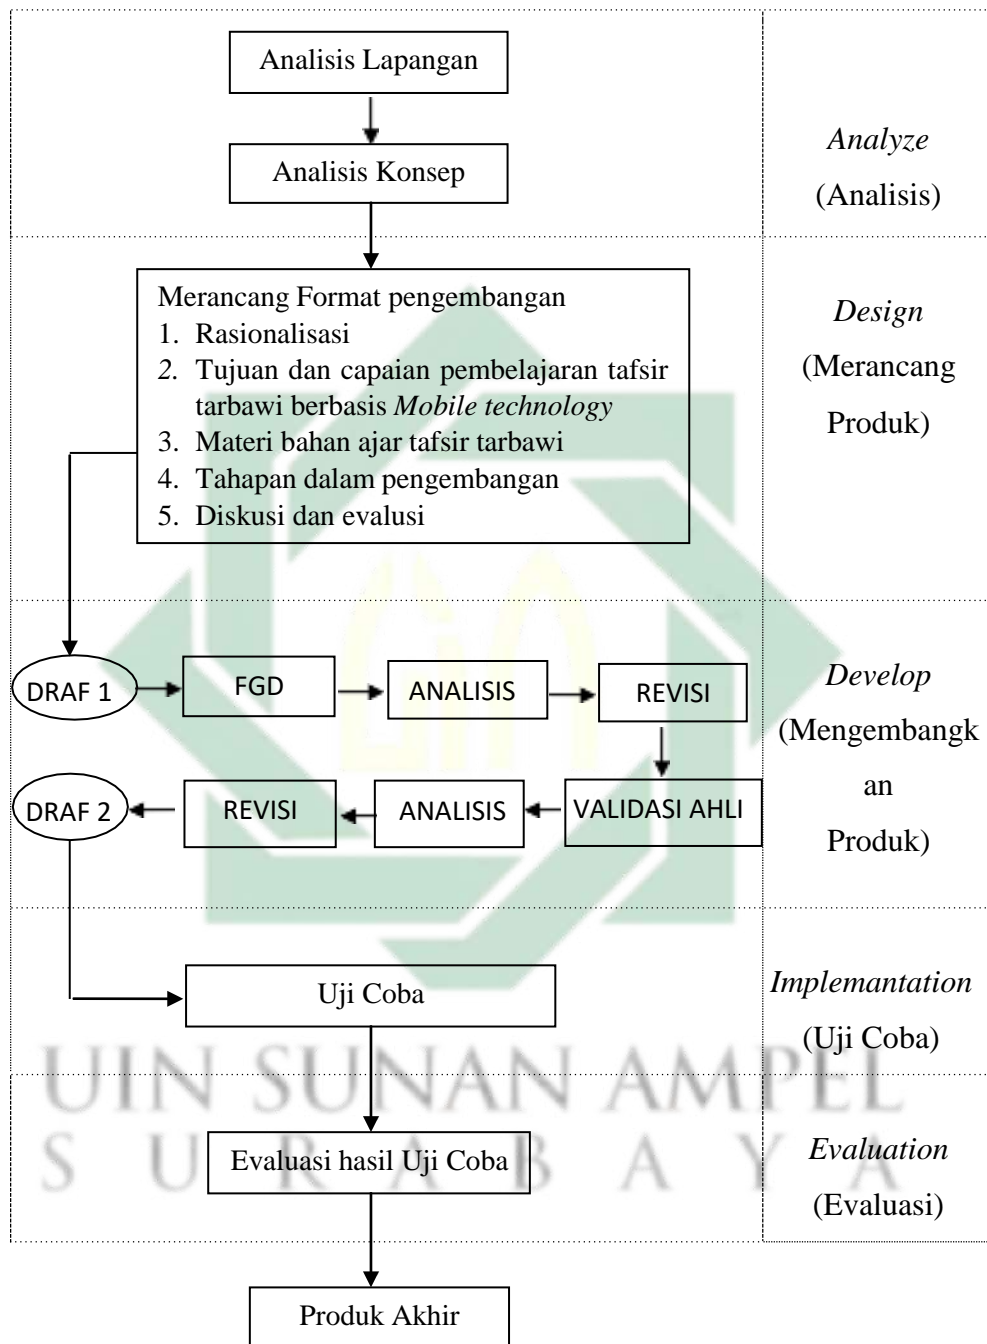 Analisis Lapangan
Analisis Konsep
Analyze
(Analisis)
Merancang Format pengembangan
1. Rasionalisasi
2. Tujuan dan capaian pembelajaran tafsir
tarbawi berbasis Mobile technology
3. Materi bahan ajar tafsir tarbawi
4. Tahapan dalam pengembangan
5. Diskusi dan evalusi
Design
(Merancang
Produk)
DRAF 1
FGD
ANALISIS
REVISI
VALIDASI AHLI
ANALISIS
REVISI
DRAF 2
Develop
(Mengembangk
an
Produk)
Uji Coba
Implemantation
(Uji Coba)
Evaluasi hasil Uji Coba
Evaluation
(Evaluasi)
Produk Akhir
UIN SUNAN AMPEL
SURABAYA